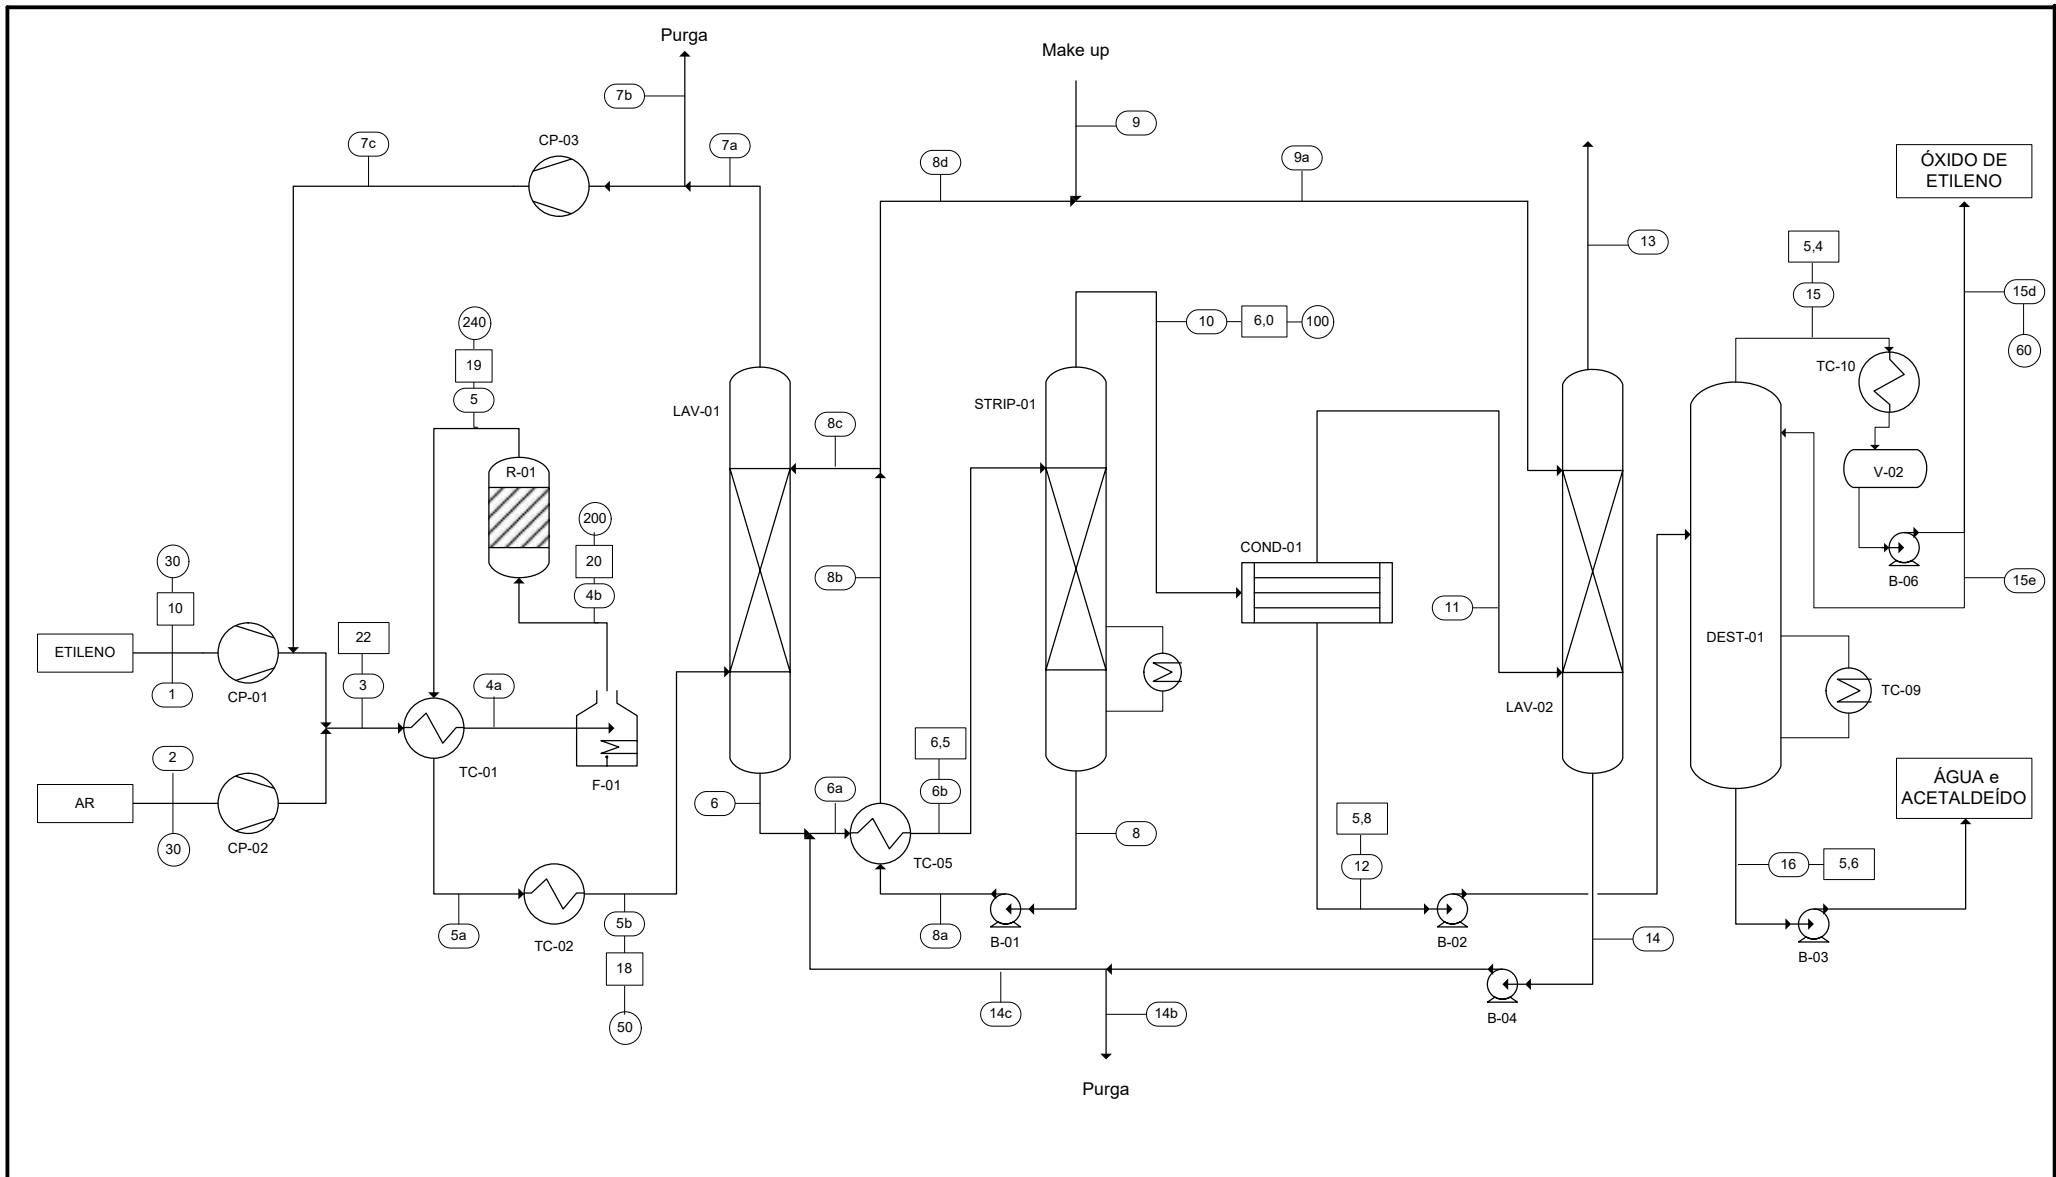 Purga
Make up
7b
9
CP-03
7c
7a
8d
9a
ÓXIDO DE
ETILENO
13
5,4
15
15d
240
10
6,0
100
60
19
TC-10
5
LAV-01
STRIP-01
8c
R-01
V-02
200
20
4b
30
10
COND-01
8b
B-06
15e
11
ETILENO
22
DEST-01
1
CP-01
3
4a
TC-09
LAV-02
2
6,5
TC-01
F-01
6a
6b
ÁGUA e
ACETALDEÍDO
AR
6
5,8
8
30
CP-02
TC-05
12
16
5,6
5a
5b
TC-02
8a
B-01
B-02
14
B-03
18
14c
14b
B-04
50
Purga